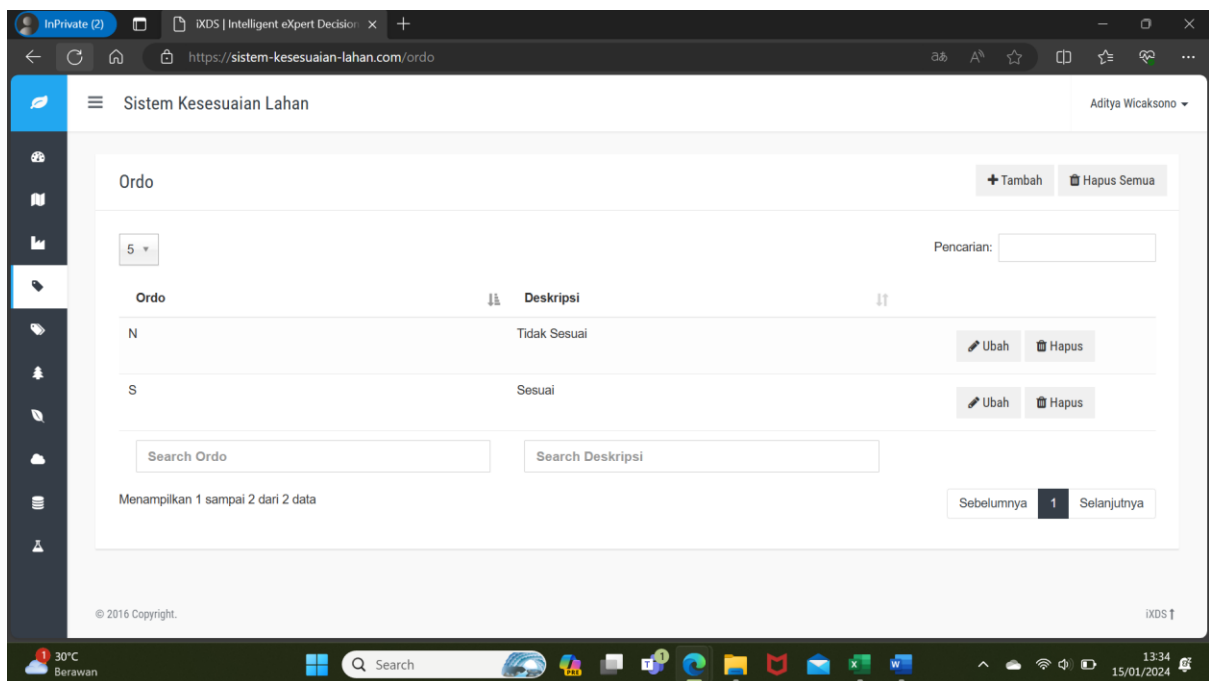 InPrivate (2)
iXDS | Intelligent eXpert Decision
https://sistem-kesesuaian-lahan.com/ordo
Sistem Kesesuaian Lahan
Aditya Wicaksono
Ordo
Tambah
Hapus Semua
5
Pencarian:
Ordo Deskripsi
N Tidak Sesuai Ubah Hapus
S Sesuai Ubah Hapus
Search Ordo Search Deskripsi
Menampilkan 1 sampai 2 dari 2 data
Sebelumnya 1 Selanjutnya
© 2016 Copyright.
iXDS
1
30°C
Berawan
Search
PRE
1
13:34
15/01/2024